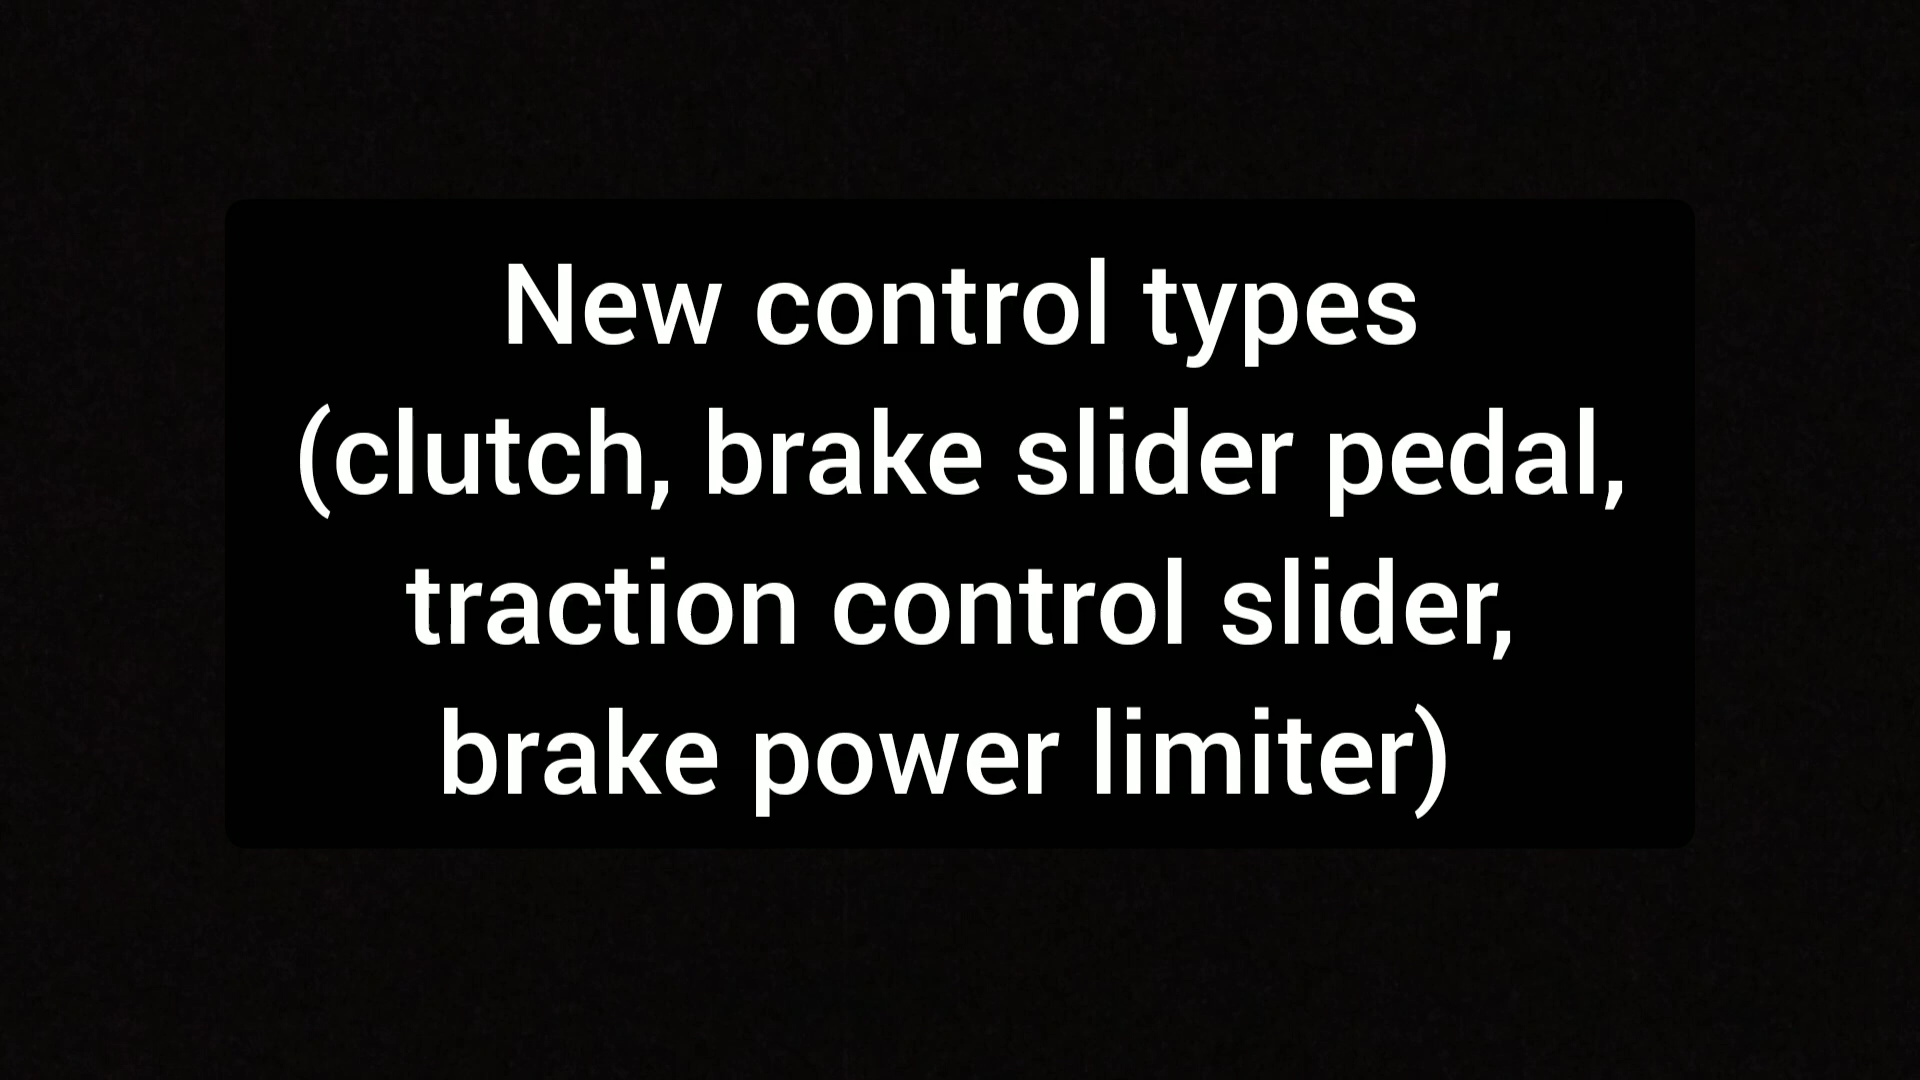 New control types
(clutch, brake slider pedal,
traction control slider,
brake power limiter)